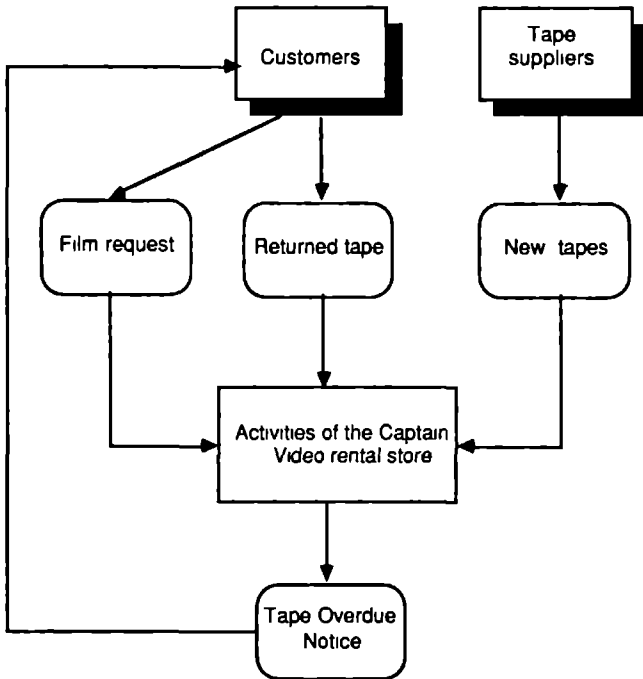 Customers
Tape
suppliers
Film request
Returned tape
New tapes
Activities of the Captain
Video rental store
Tape Overdue
Notice